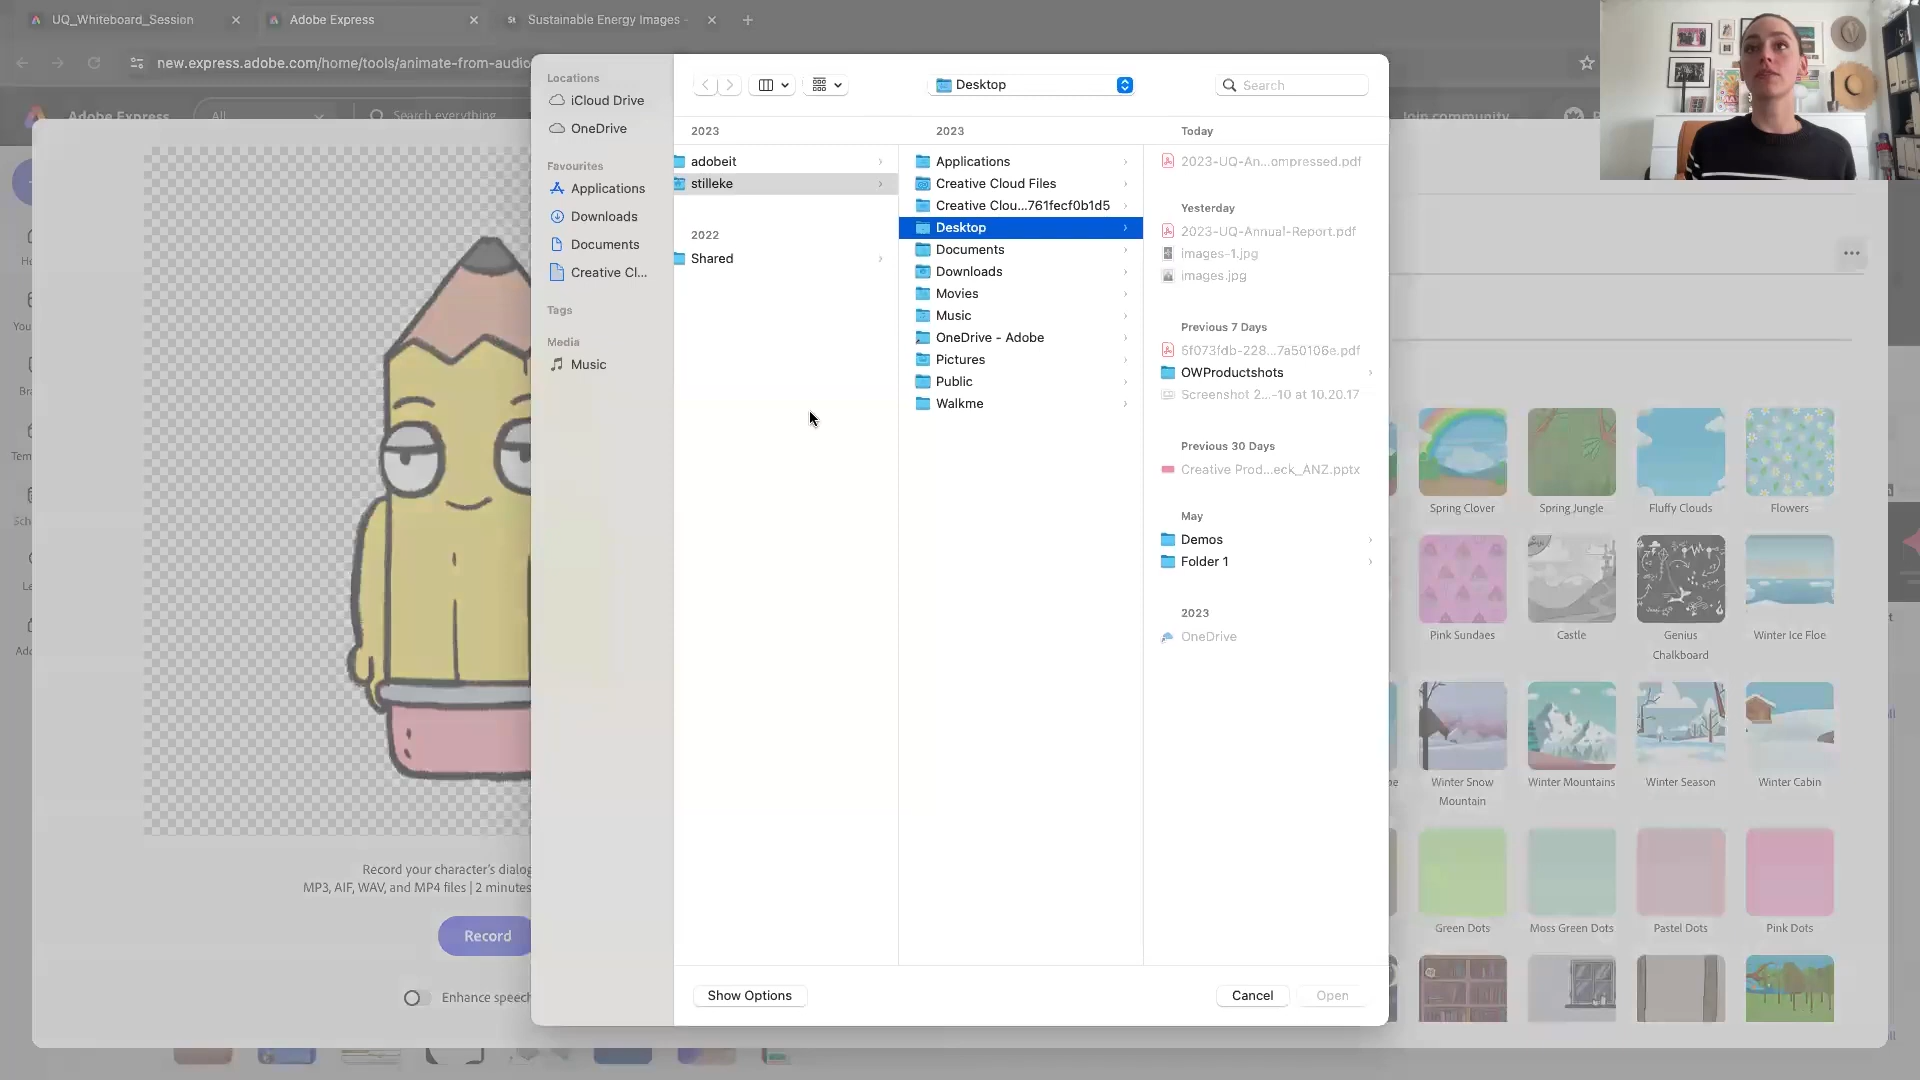 UQ_Whiteboard_Session
Adobe Express
St
Sustainable Energy Images -
new.express.adobe.com/home/tools/animate-from-audio
Adobe Express
All
Search everything
Join community
Locations
iCloud Drive
OneDrive
Favourites
Applications
Downloads
Documents
Creative Cl...
Tags
Media
Music
Desktop
Search
2023
adobeit
stilleke
2022
Shared
2023
Applications
Creative Cloud Files
Creative Clou...761fecf0b1d5
Desktop
Documents
Downloads
Movies
Music
OneDrive - Adobe
Pictures
Public
Walkme
Today
2023-UQ-An...ompressed.pdf
Yesterday
2023-UQ-Annual-Report.pdf
images-1.jpg
images.jpg
Previous 7 Days
5f073fdb-228...7a50106e.pdf
OWProductshots
Screenshot 2...-10 at 10.20.17
Previous 30 Days
Creative Prod...eck_ANZ.pptx
May
Demos
Folder 1
2023
OneDrive
Show Options
Cancel
Open
Record your character's dialog
MP3, AIF, WAV, and MP4 files | 2 minutes
Record
Enhance speech
Spring Clover
Spring Jungle
Fluffy Clouds
Flowers
Pink Sundaes
Castle
Genius
Chalkboard
Winter Ice Floe
Winter Snow
Mountain
Winter Mountains
Winter Season
Winter Cabin
Green Dots
Moss Green Dots
Pastel Dots
Pink Dots